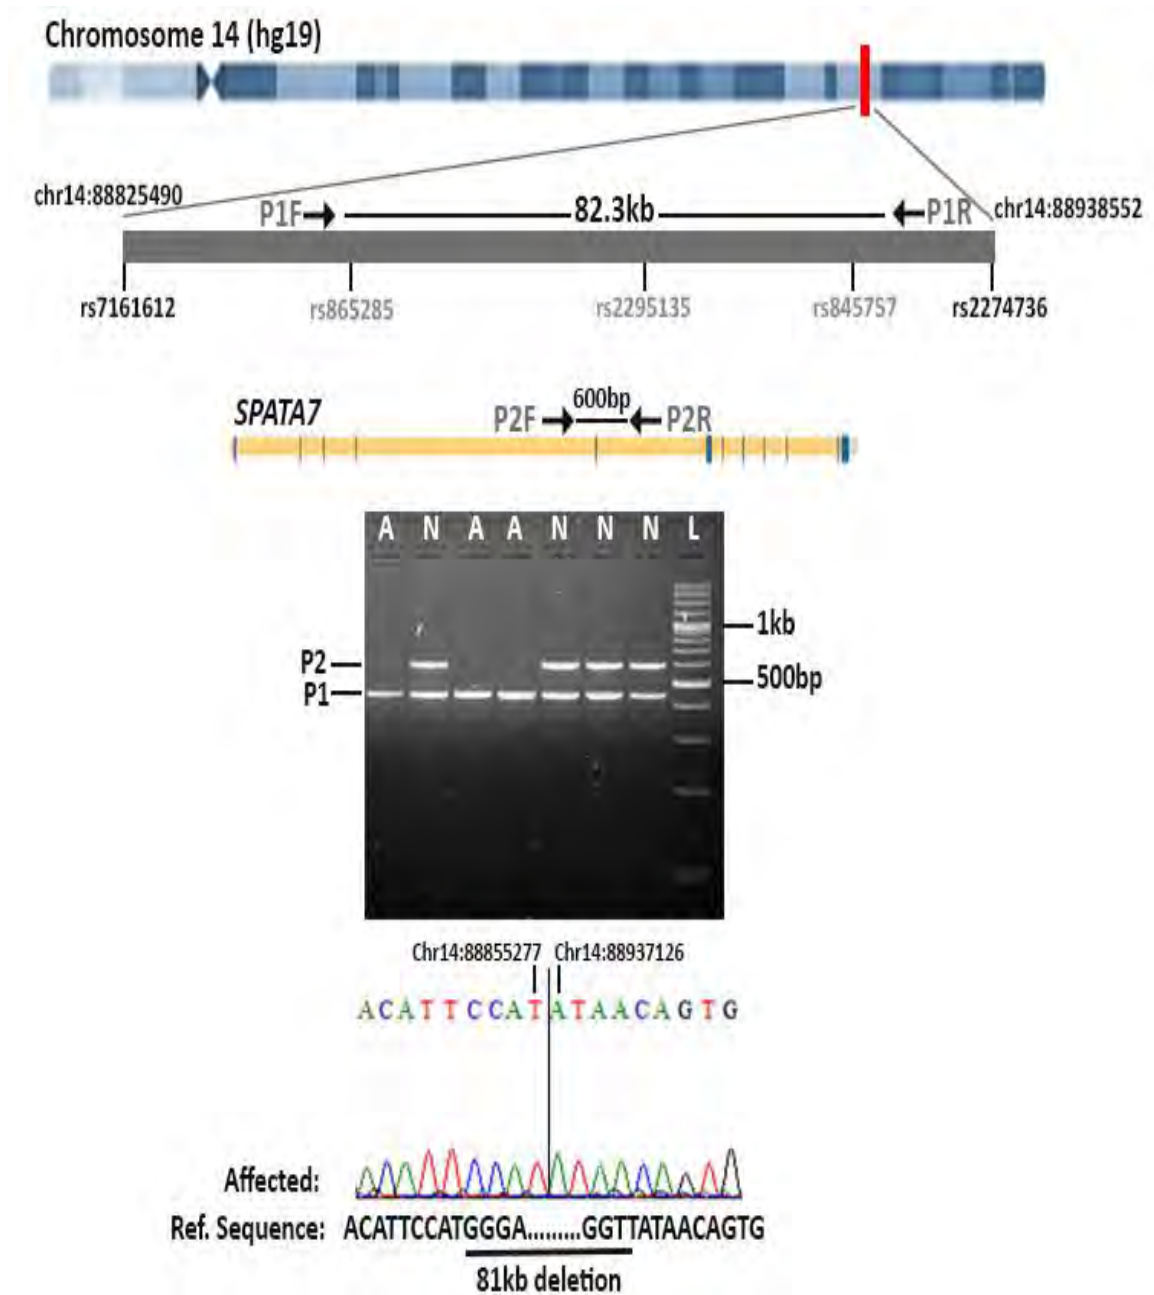 Chromosome 14 (hg19)
chr14:88825490
P1F 82.3kb P1R chr14:88938552
rs7161612 rs865285 rs2295135 rs845757 rs2274736
SPATA7 P2F 600bp P2R
A N A A N N N L
1kb
P2
500bp
P1
Chr14:88855277 Chr14:88937126
ACATTCCATATAACAGTG
Affected:
Ref. Sequence: ACATTCCATGGGA.........GGTTATAACAGTG
81kb deletion